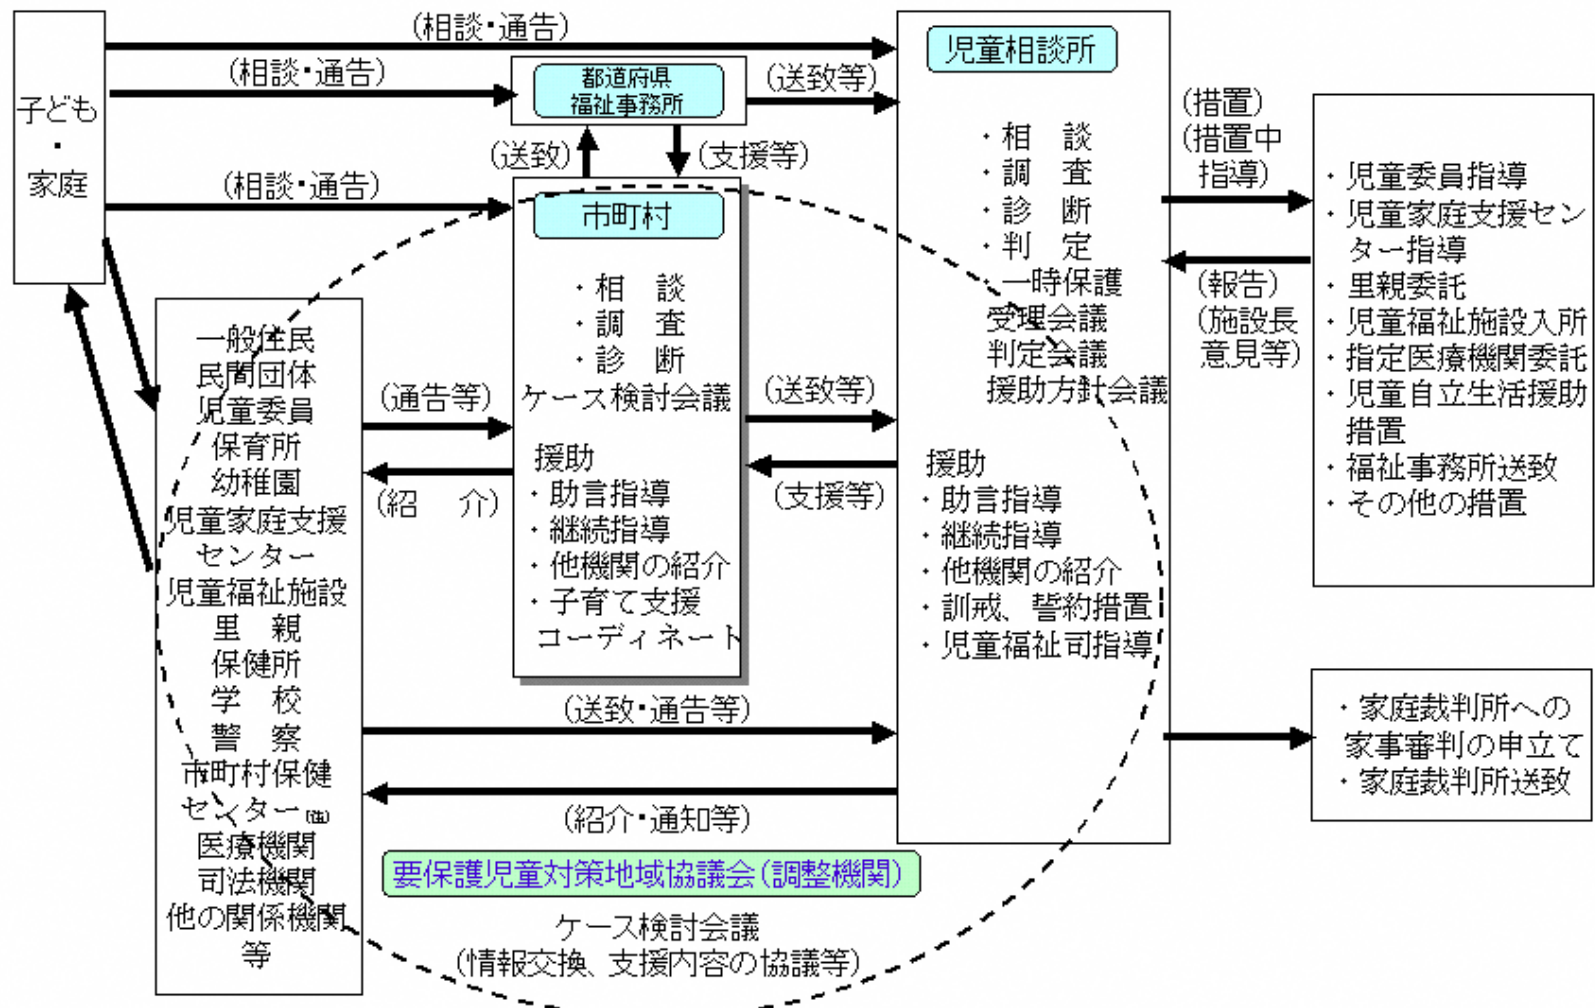 子ども
・
家庭
(相談・通告)
(相談・通告)
(相談・通告)
都道府県
福祉事務所
(送致等)
(送致)
(支援等)
市町村
・相　談
・調　査
・診　断
ケース検討会議
援助
・助言指導
・継続指導
・他機関の紹介
・子育て支援
コーディネート
一般住民
民間団体
児童委員
保育所
幼稚園
児童家庭支援
センター
児童福祉施設
里　親
保健所
学　校
警　察
市町村保健
センター
医療機関
司法機関
他の関係機関
等
(通告等)
(紹　介)
(送致等)
(支援等)
(送致・通告等)
(紹介・通知等)
児童相談所
・相　談
・調　査
・診　断
・判　定
一時保護
受理会議
判定会議
援助方針会議
援助
・助言指導
・継続指導
・他機関の紹介
・訓戒、誓約措置
・児童福祉司指導
(措置)
(措置中
指導)
(報告)
(施設長
意見等)
・児童委員指導
・児童家庭支援セン
ター指導
・里親委託
・児童福祉施設入所
・指定医療機関委託
・児童自立生活援助
措置
・福祉事務所送致
・その他の措置
・家庭裁判所への
家事審判の申立て
・家庭裁判所送致
要保護児童対策地域協議会(調整機関)
ケース検討会議
(情報交換、支援内容の協議等)